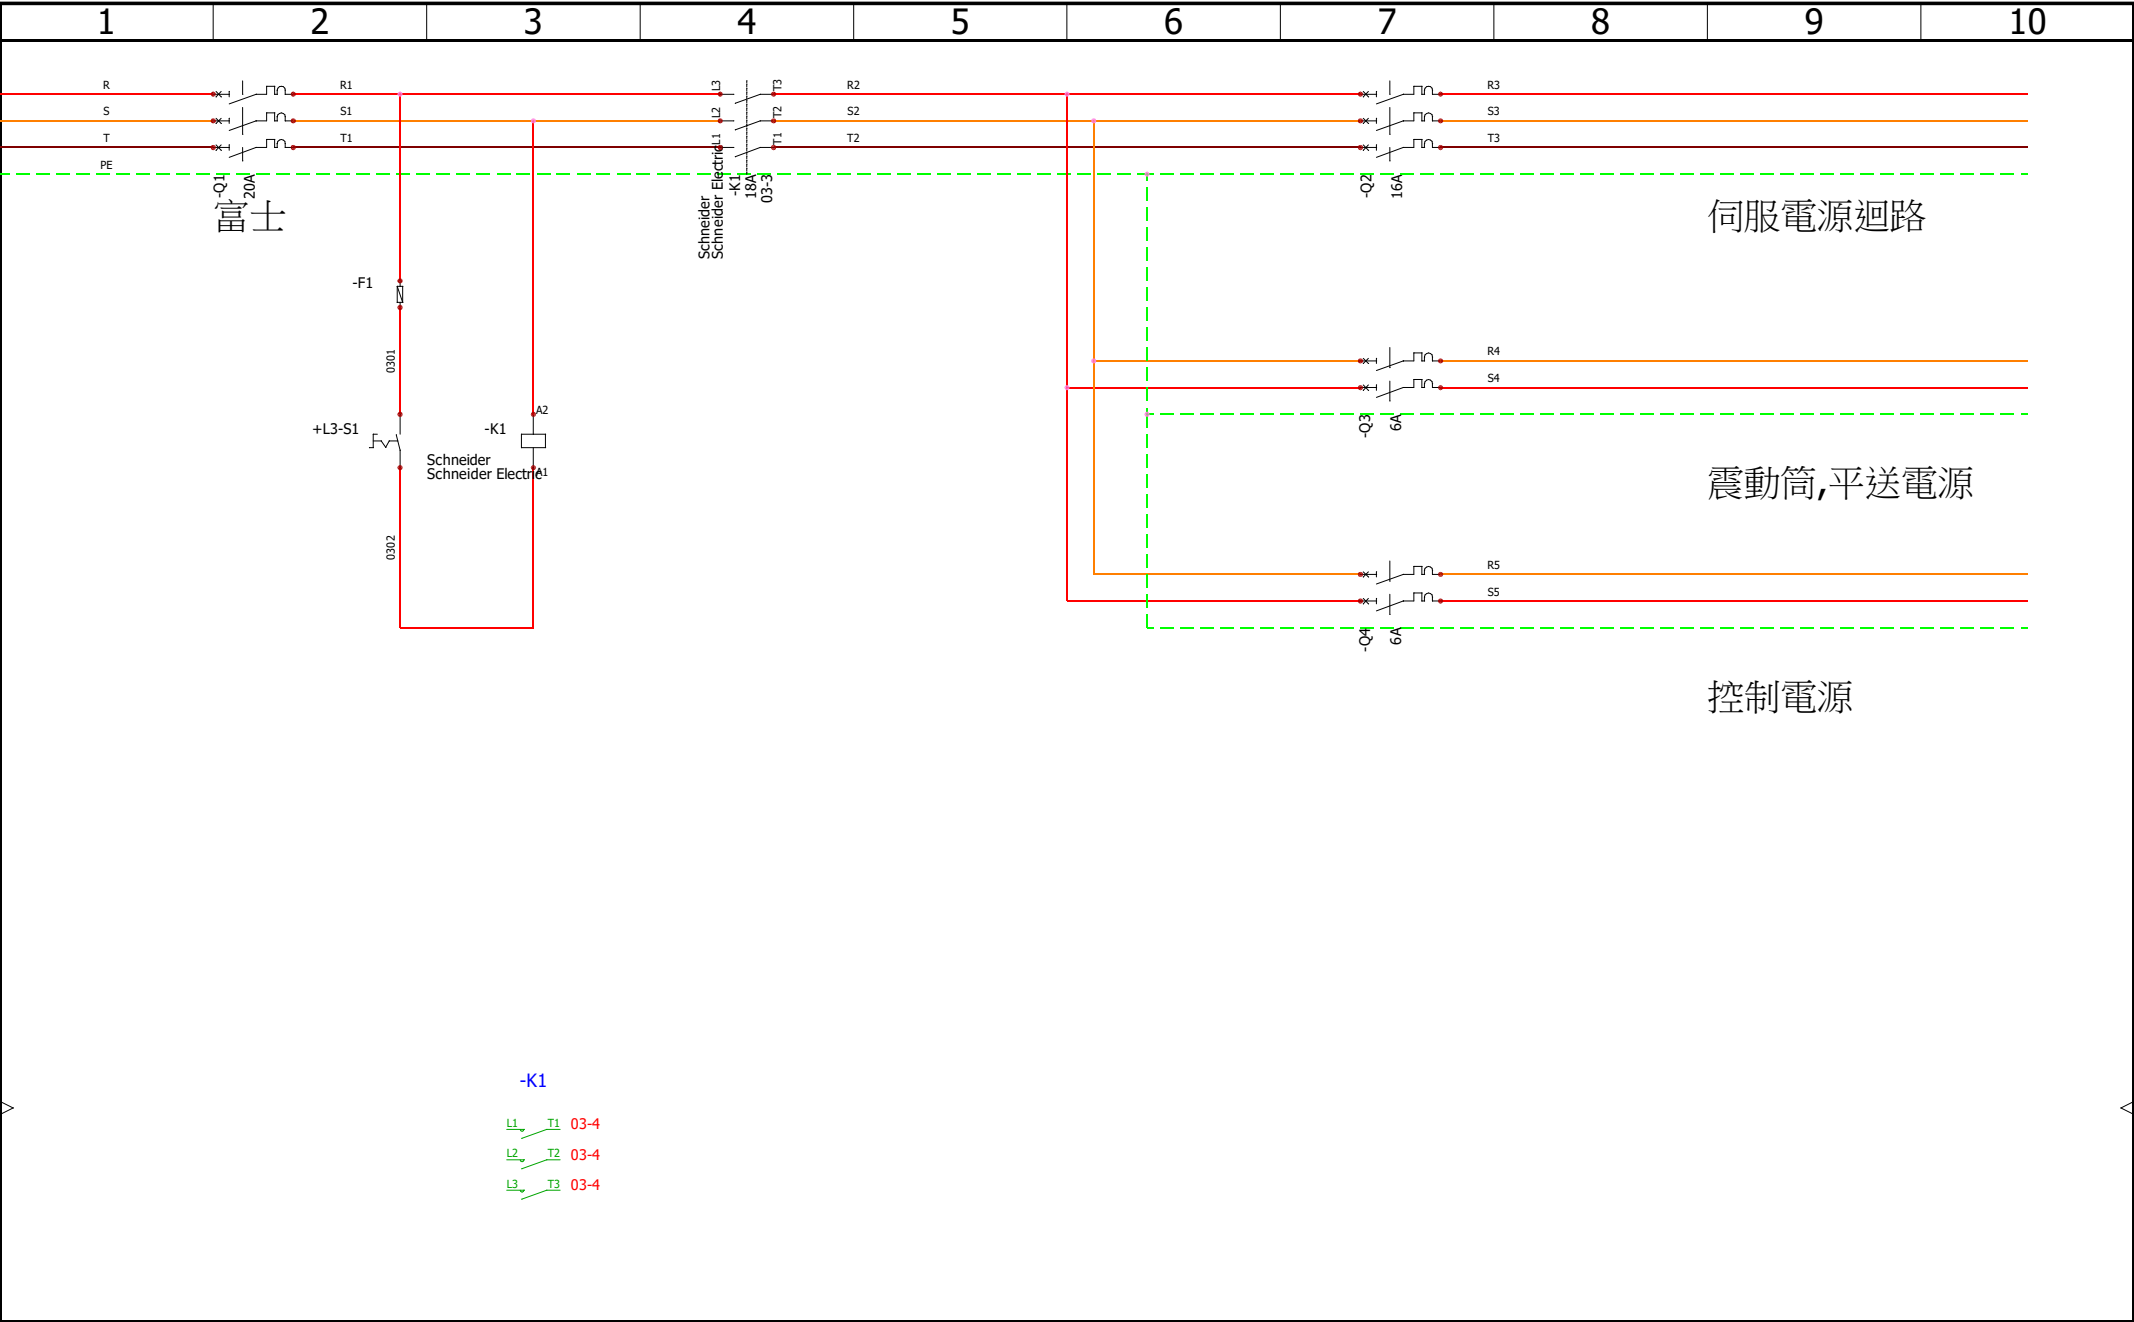 1 2 3 4 5 6 7 8 9 10
R R1 L3 T3 R2 R3
S S1 L2 T2 S2 S3
T T1 L1 T1 T2 T3
PE
-Q1
20A
富士
Schneider
Schneider Electric
-K1
18A
03-3
-Q2
16A
伺服電源迴路
-F1
0301
R4
S4
+L3-S1
-K1
A2
Schneider
Schneider Electric
A1
-Q3
6A
震動筒,平送電源
0302
R5
S5
-Q4
6A
控制電源
-K1
L1 T1 03-4
L2 T2 03-4
L3 T3 03-4